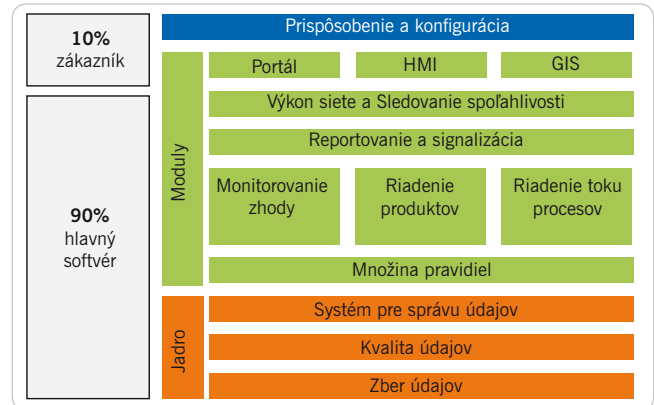 10%
zákazník
90%
hlavný
softvér
Prispôsobenie a konfigurácia
Moduly
Portál
HMI
GIS
Výkon siete a Sledovanie spoľahlivosti
Reportovanie a signalizácia
Monitorovanie
zhody
Riadenie
produktov
Riadenie toku
procesov
Množina pravidiel
Jadro
Systém pre správu údajov
Kvalita údajov
Zber údajov